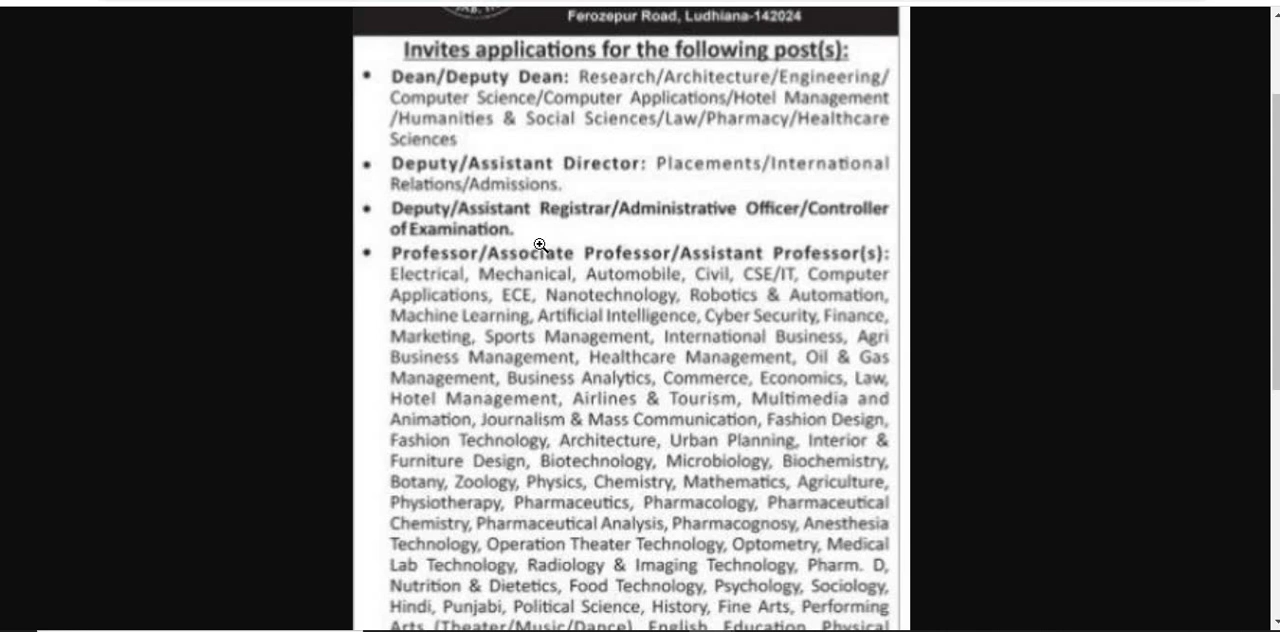 Ferozepur Road, Ludhiana-142024
Invites applications for the following post(s):
• Dean/Deputy Dean: Research/Architecture/Engineering/
Computer Science/Computer Applications/Hotel Management
/Humanities & Social Sciences/Law/Pharmacy/Healthcare
Sciences
• Deputy/Assistant Director: Placements/International
Relations/Admissions.
• Deputy/Assistant Registrar/Administrative Officer/Controller
of Examination.
• Professor/Associate Professor/Assistant Professor(s):
Electrical, Mechanical, Automobile, Civil, CSE/IT, Computer
Applications, ECE, Nanotechnology, Robotics & Automation,
Machine Learning, Artificial Intelligence, Cyber Security, Finance,
Marketing, Sports Management, International Business, Agri
Business Management, Healthcare Management, Oil & Gas
Management, Business Analytics, Commerce, Economics, Law,
Hotel Management, Airlines & Tourism, Multimedia and
Animation, Journalism & Mass Communication, Fashion Design,
Fashion Technology, Architecture, Urban Planning, Interior &
Furniture Design, Biotechnology, Microbiology, Biochemistry,
Botany, Zoology, Physics, Chemistry, Mathematics, Agriculture,
Physiotherapy, Pharmaceutics, Pharmacology, Pharmaceutical
Chemistry, Pharmaceutical Analysis, Pharmacognosy, Anesthesia
Technology, Operation Theater Technology, Optometry, Medical
Lab Technology, Radiology & Imaging Technology, Pharm. D,
Nutrition & Dietetics, Food Technology, Psychology, Sociology,
Hindi, Punjabi, Political Science, History, Fine Arts, Performing
Arts (Theater/Music/Dance), English, Education, Physical